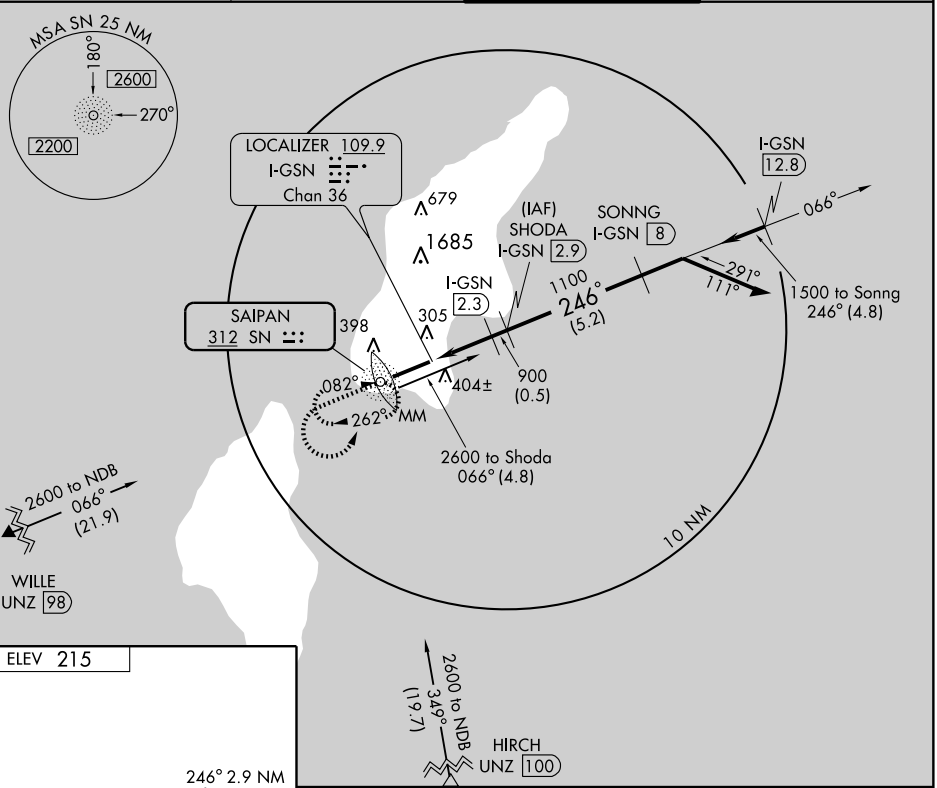 MSA SN 25 NM
180°
2600
270°
2200
LOCALIZER 109.9
I-GSN
Chan 36
679
1685
(IAF)
SHODA
I-GSN 2.9
SONNG
I-GSN 8
I-GSN
12.8
066°
I-GSN
2.3
1100
246°
(5.2)
291°
111°
1500 to Sonng
246° (4.8)
SAIPAN
312 SN
398
305
900
(0.5)
404±
082°
262°
MM
2600 to Shoda
066° (4.8)
10 NM
2600 to NDB
066°
(21.9)
WILLE
UNZ 98
ELEV 215
2600 to NDB
349°
(19.7)
HIRCH
UNZ 100
246° 2.9 NM